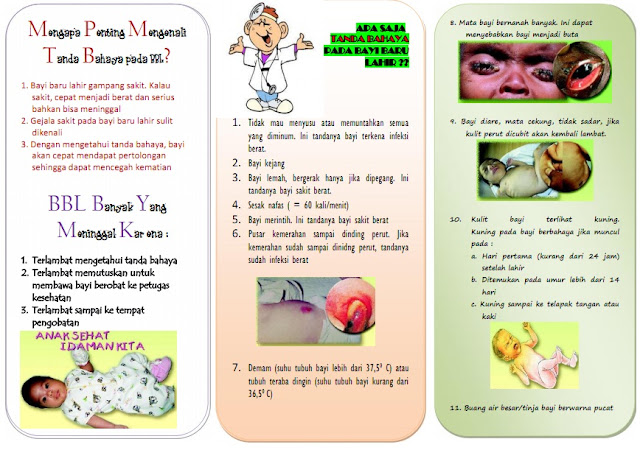 Mengapa Penting Mengenali
Tanda Bahaya pada BBL?
1. Bayi baru lahir gampang sakit. Kalau
sakit, cepat menjadi berat dan serius
bahkan bisa meninggal
2. Gejala sakit pada bayi baru lahir sulit
dikenali
3. Dengan mengetahui tanda bahaya, bayi
akan cepat mendapat pertolongan
sehingga dapat mencegah kematian
BBL Banyak Yang
Meninggal Karena :
1. Terlambat mengetahui tanda bahaya
2. Terlambat memutuskan untuk
membawa bayi berobat ke petugas
kesehatan
3. Terlambat sampai ke tempat
pengobatan
ANAK SEHAT
IDAMAN KITA
APA SAJA
TANDA BAHAYA
PADA BAYI BARU
LAHIR ??
1. Tidak mau menyusu atau memuntahkan semua
yang diminum. Ini tandanya bayi terkena infeksi
berat.
2. Bayi kejang
3. Bayi lemah, bergerak hanya jika dipegang. Ini
tandanya bayi sakit berat.
4. Sesak nafas ( = 60 kali/menit)
5. Bayi merintih. Ini tandanya bayi sakit berat
6. Putar kemerahan sampai dinding perut. Jika
kemerahan sudah sampai dinidng perut, tandanya
sudah infeksi berat
7. Demam (suhu tubuh bayi lebih dari 37,5⁰ C) atau
tubuh teraba dingin (suhu tubuh bayi kurang dari
36,5⁰ C)
8. Mata bayi bernanah banyak. Ini dapat
menyebabkan bayi menjadi buta
9. Bayi diare, mata cekung, tidak sadar, jika
kulit perut dicubit akan kembali lambat.
10. Kulit bayi terlihat kuning.
Kuning pada bayi berbahaya jika muncul
pada :
a. Hari pertama (kurang dari 24 jam)
setelah lahir
b. Ditemukan pada umur lebih dari 14
hari
c. Kuning sampai ke telapak tangan atau
kaki
11. Buang air besar/tinja bayi berwarna pucat